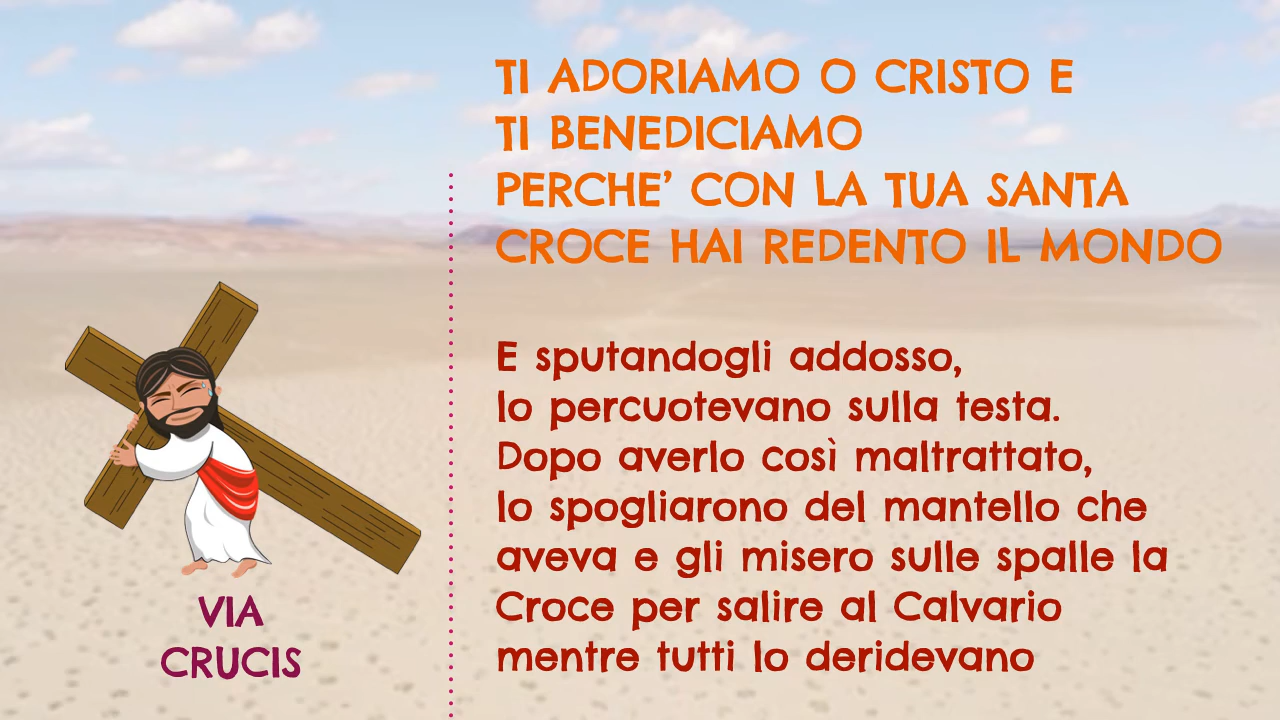 TI ADORIAMO O CRISTO E
TI BENEDICIAMO
PERCHE’ CON LA TUA SANTA
CROCE HAI REDENTO IL MONDO
E sputandogli addosso,
lo percuotevano sulla testa.
Dopo averlo così maltrattato,
lo spogliarono del mantello che
aveva e gli misero sulle spalle la
Croce per salire al Calvario
mentre tutti lo deridevano
VIA
CRUCIS